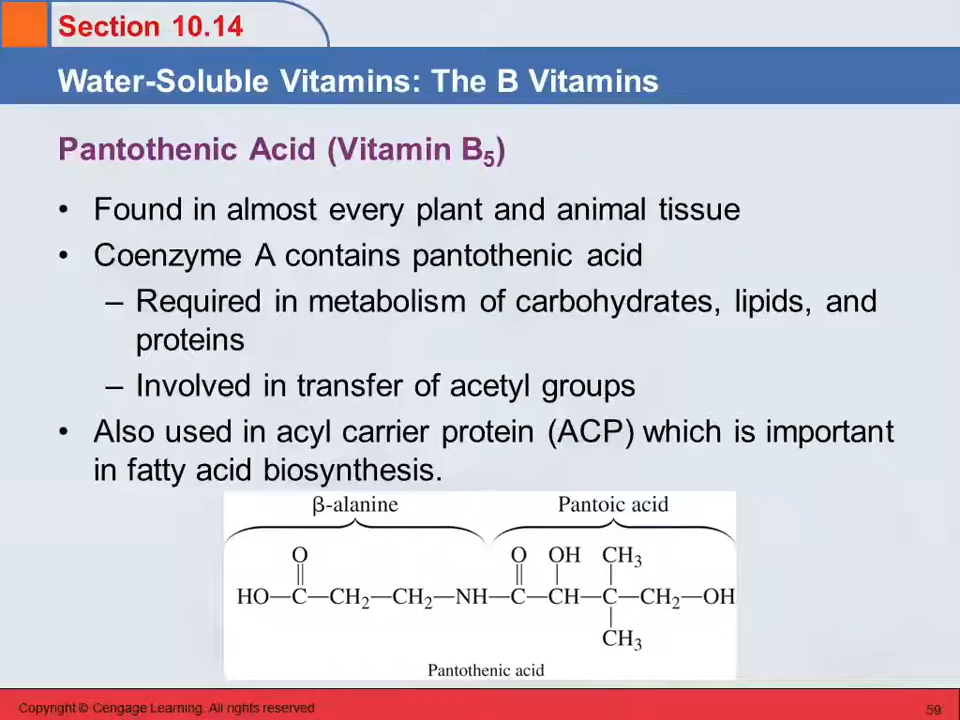 Section 10.14
Water-Soluble Vitamins: The B Vitamins
Pantothenic Acid (Vitamin B₅)
• Found in almost every plant and animal tissue
• Coenzyme A contains pantothenic acid
– Required in metabolism of carbohydrates, lipids, and
proteins
– Involved in transfer of acetyl groups
• Also used in acyl carrier protein (ACP) which is important
in fatty acid biosynthesis.
β-alanine Pantoic acid
O O OH CH₃
HO—C—CH₂—CH₂—NH—C—CH—C—CH₂—OH
CH₃
Pantothenic acid
Copyright © Cengage Learning. All rights reserved 59